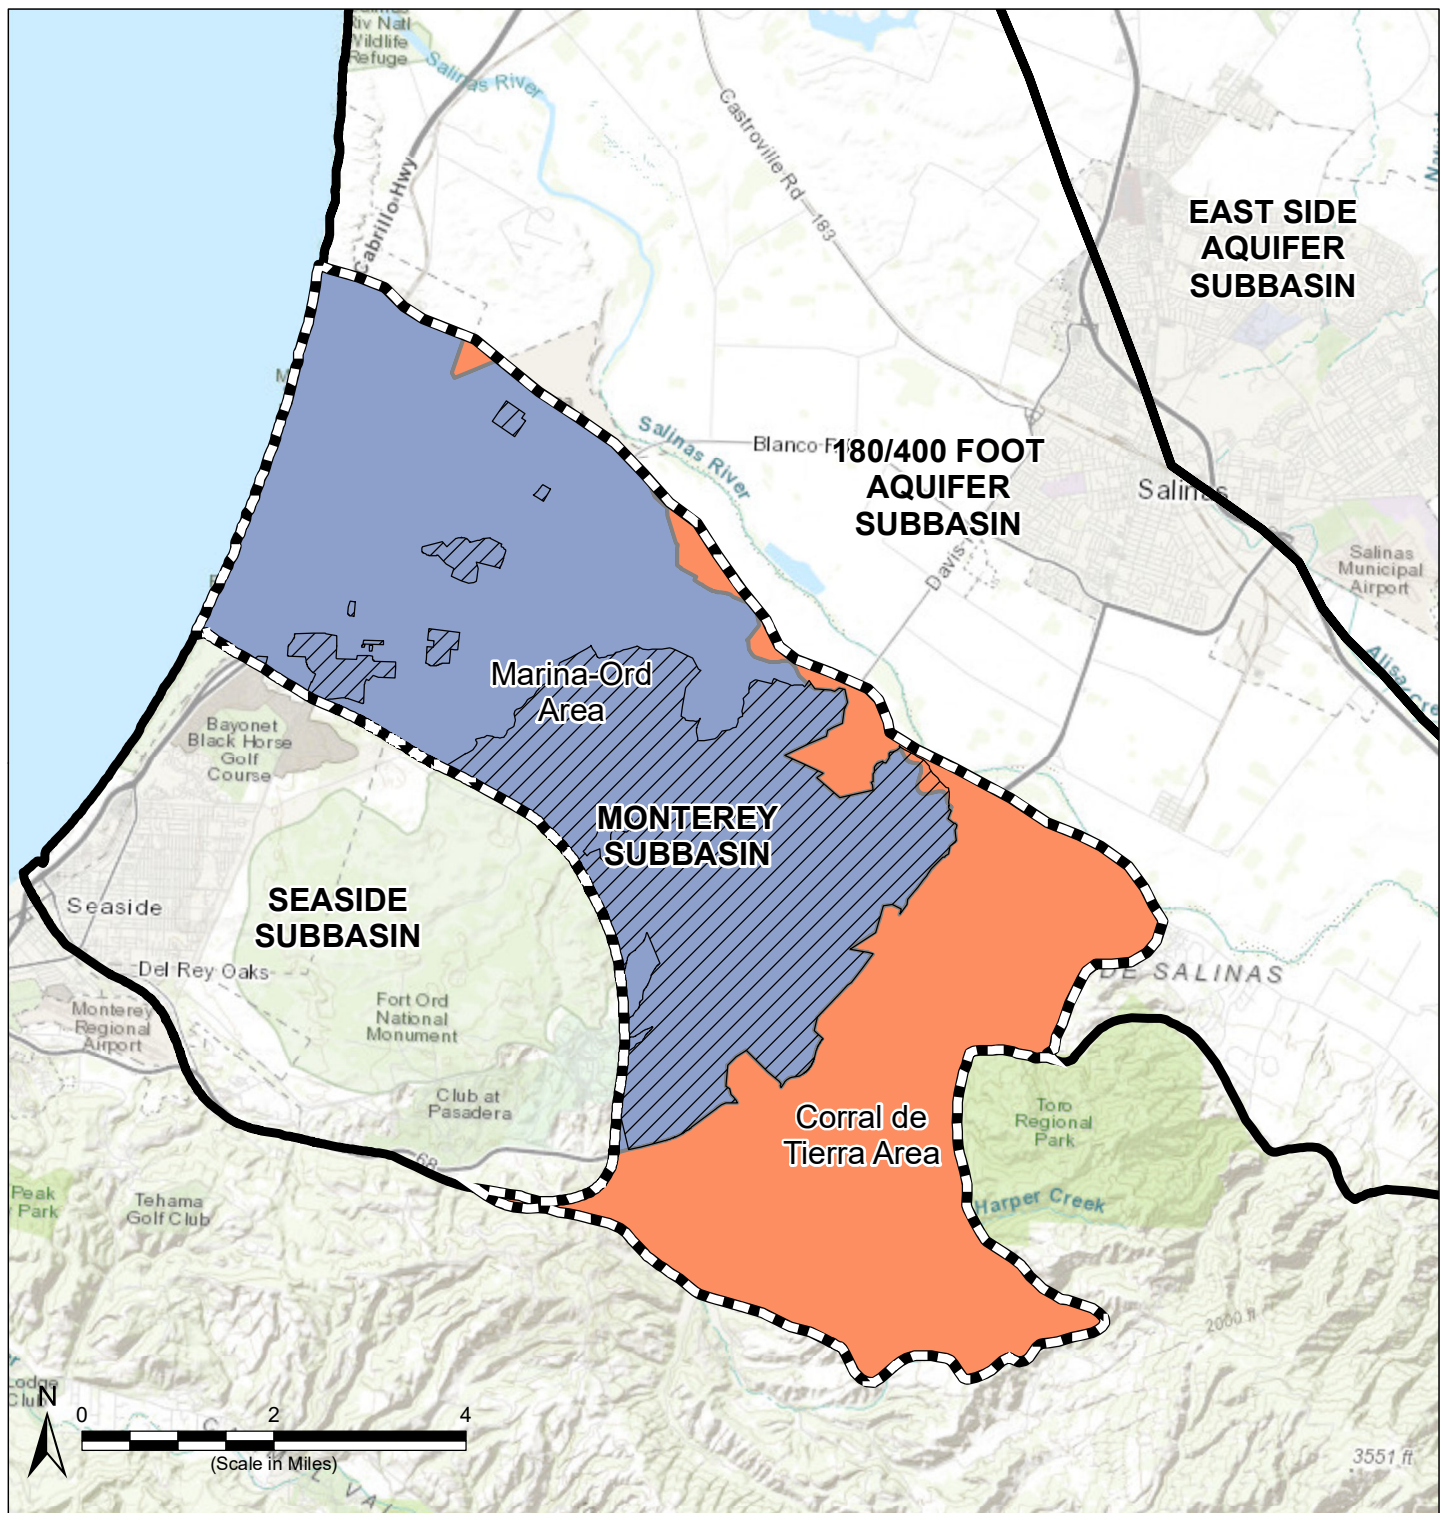 Riv Natl
Wildlife
Refuge
Salinas River
Cabrillo Hwy
Castroville Rd
183
EAST SIDE
AQUIFER
SUBBASIN
Salinas River
180/400 FOOT
AQUIFER
SUBBASIN
Salinas
Davis
Salinas
Municipal
Airport
Marina-Ord
Area
Bayonet
Black Horse
Golf
Course
MONTEREY
SUBBASIN
SEASIDE
SUBBASIN
Seaside
Del Rey Oaks
Monterey
Regional
Airport
Fort Ord
National
Monument
Club at
Pasadera
68
DE SALINAS
Toro
Regional
Park
Corral de
Tierra Area
Harper Creek
Peak
Park
Tehama
Golf Club
2000 ft
3551 ft
N
0 2 4
(Scale in Miles)